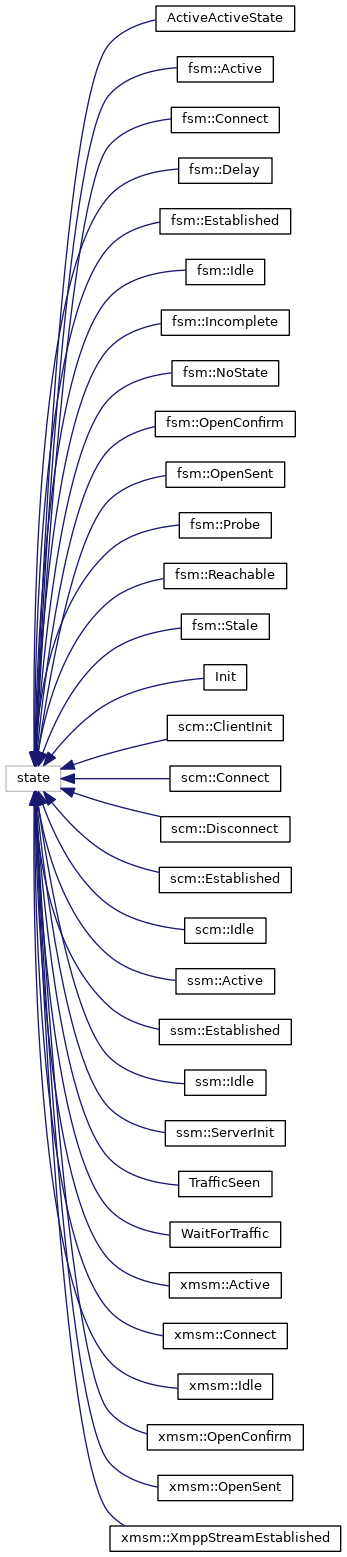 ActiveActiveState
fsm::Active
fsm::Connect
fsm::Delay
fsm::Established
fsm::Idle
fsm::Incomplete
fsm::NoState
fsm::OpenConfirm
fsm::OpenSent
fsm::Probe
fsm::Reachable
fsm::Stale
Init
scm::ClientInit
state
scm::Connect
scm::Disconnect
scm::Established
scm::Idle
ssm::Active
ssm::Established
ssm::Idle
ssm::ServerInit
TrafficSeen
WaitForTraffic
xmsm::Active
xmsm::Connect
xmsm::Idle
xmsm::OpenConfirm
xmsm::OpenSent
xmsm::XmppStreamEstablished